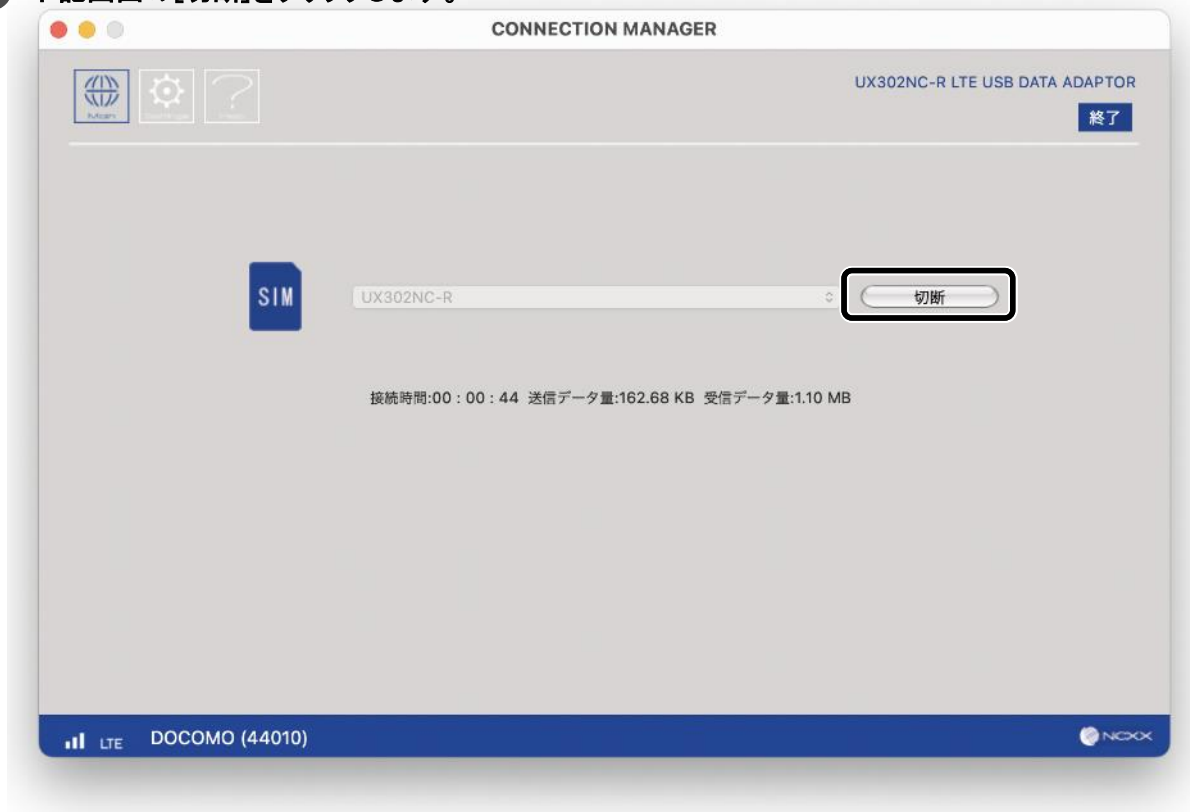 CONNECTION MANAGER
Main
UX302NC-R LTE USB DATA ADAPTOR
終了
SIM
UX302NC-R
切断
接続時間:00 : 00 : 44 送信データ量:162.68 KB 受信データ量:1.10 MB
LTE DOCOMO (44010)
NCXX